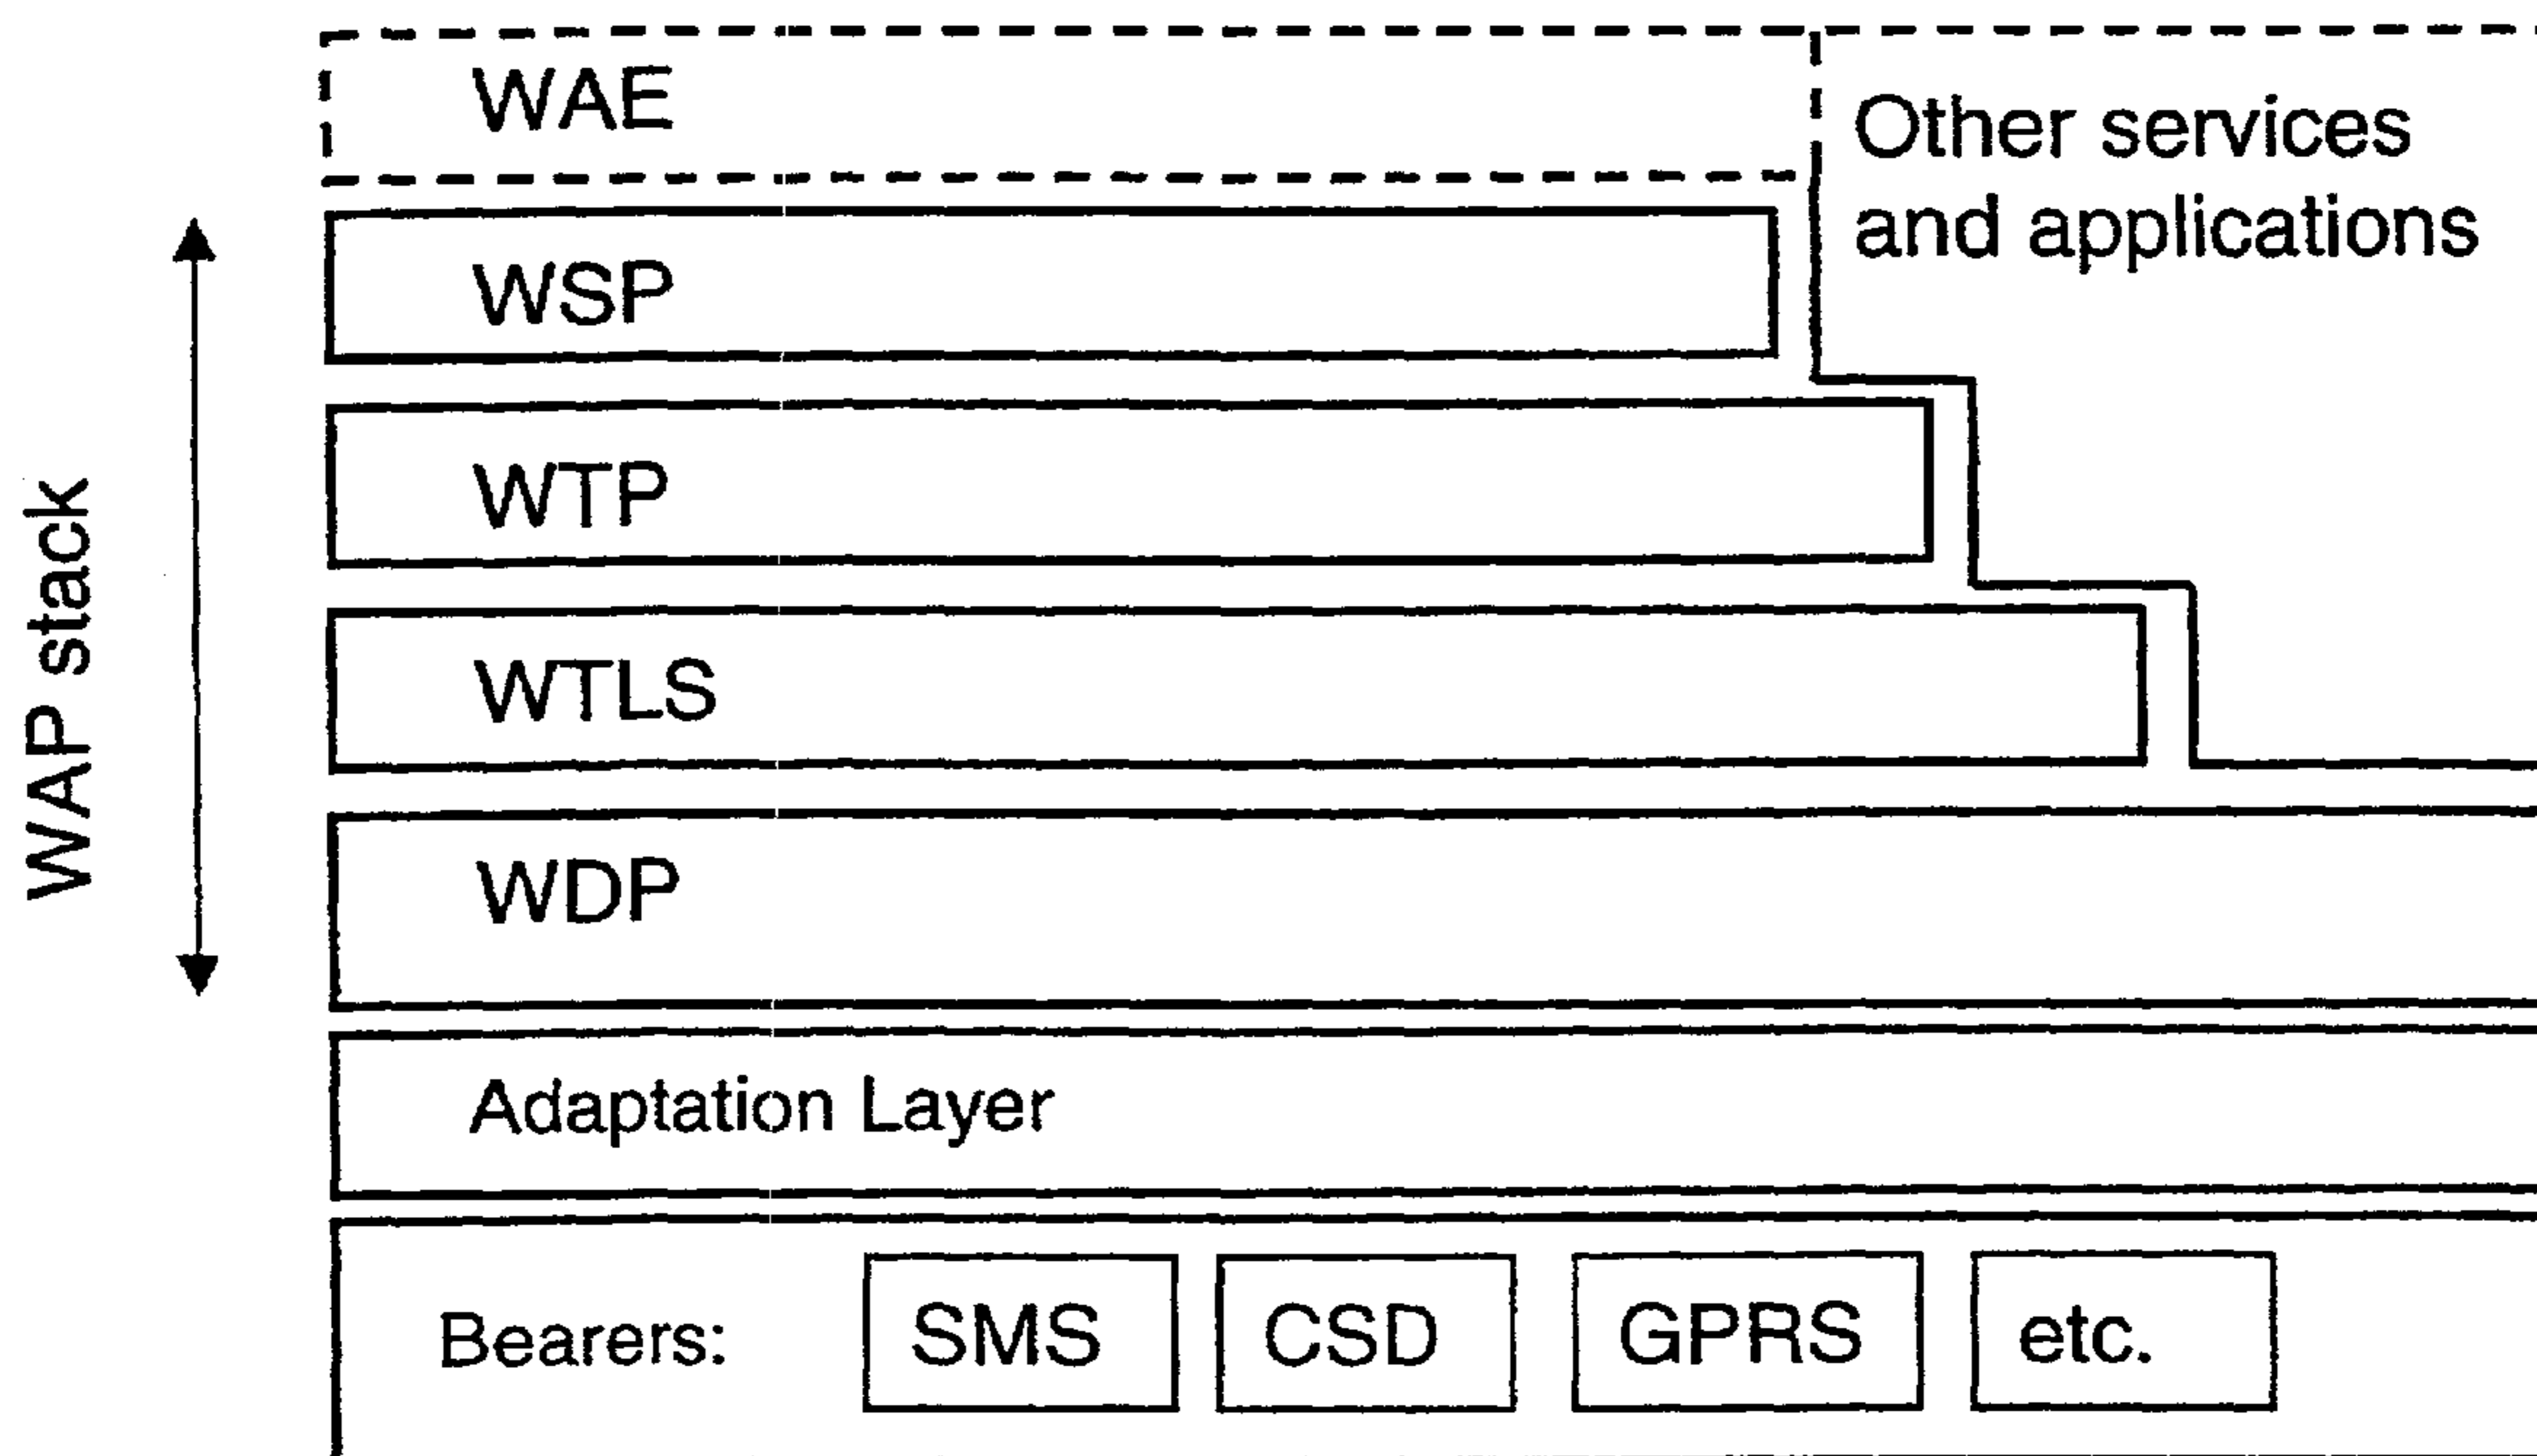 WAE
Other services
and applications
WSP
WTP
WTLS
WDP
WAP stack
Adaptation Layer
Bearers:
SMS
CSD
GPRS
etc.